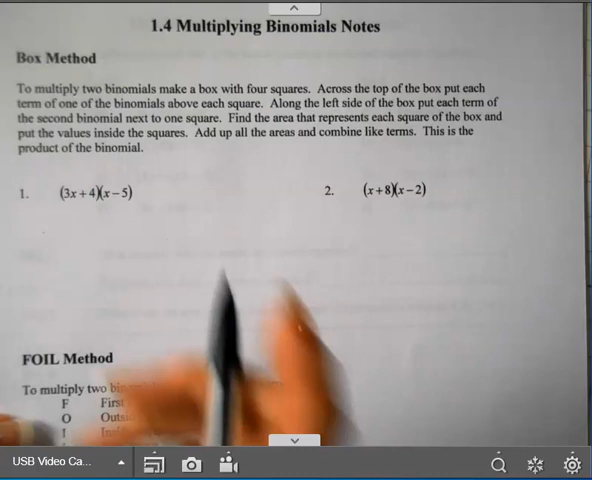 1.4 Multiplying Binomials Notes
Box Method
To multiply two binomials make a box with four squares. Across the top of the box put each
term of one of the binomials above each square. Along the left side of the box put each term of
the second binomial next to one square. Find the area that represents each square of the box and
put the values inside the squares. Add up all the areas and combine like terms. This is the
product of the binomial.
1. (3x+4)(x−5) 2. (x+8)(x−2)
FOIL Method
To multiply two
F First
O
I
USB Video Ca...